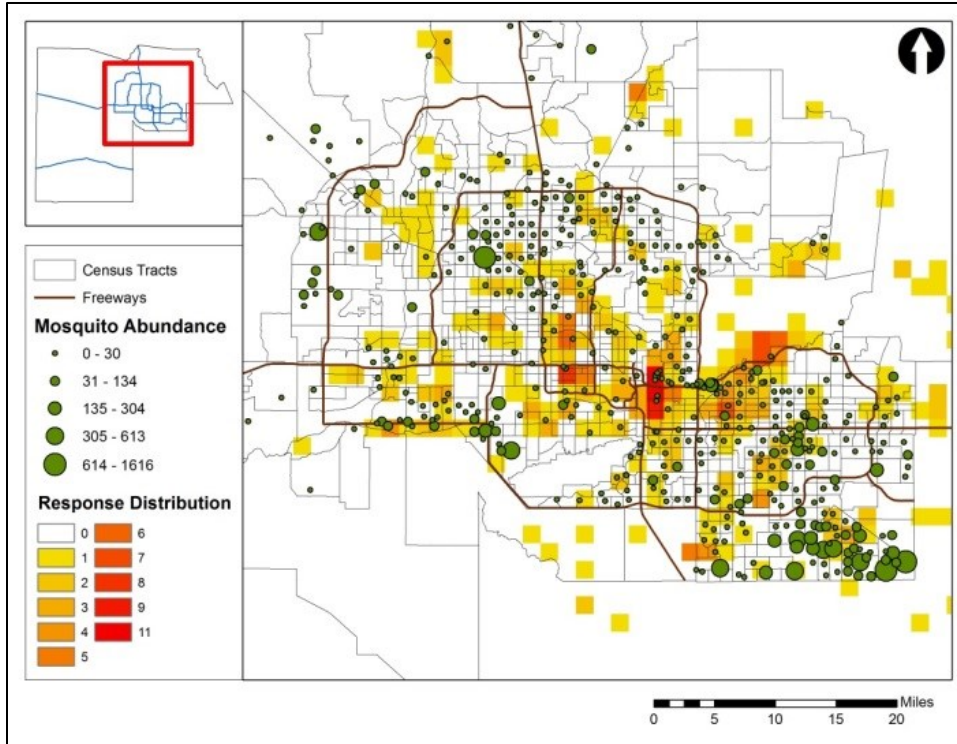 Census Tracts
Freeways
Mosquito Abundance
0 - 30
31 - 134
135 - 304
305 - 613
614 - 1616
Response Distribution
0 6
1 7
2 8
3 9
4 11
5
Miles
0 5 10 15 20